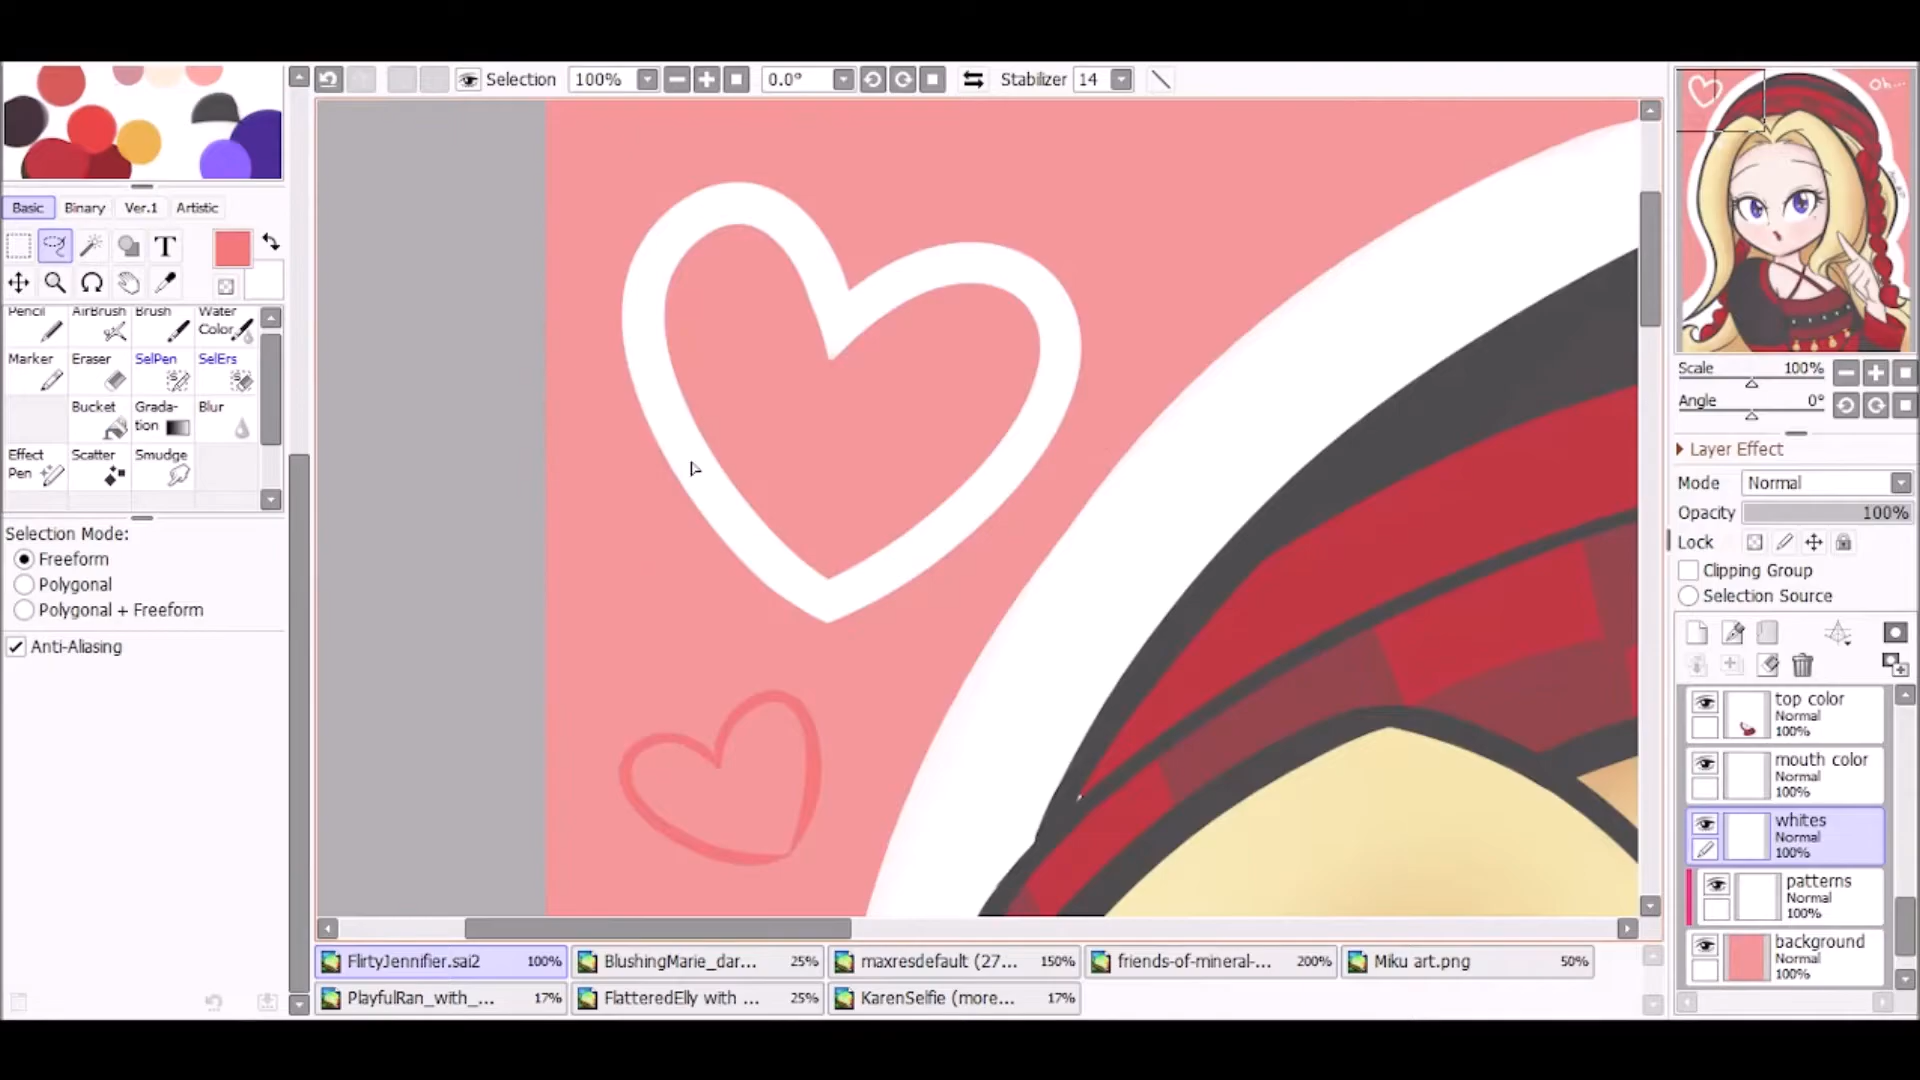 Selection 100% 0.0° Stabilizer 14
Basic Binary Ver.1 Artistic
T
Pencil AirBrush Brush Water
Color
Marker Eraser SelPen SelErs
Bucket Grada-
tion Blur
Effect
Pen Scatter Smudge
Selection Mode:
Freeform
Polygonal
Polygonal + Freeform
Anti-Aliasing
Oh...
Scale 100%
Angle 0°
Layer Effect
Mode Normal
Opacity 100%
Lock
Clipping Group
Selection Source
top color
Normal
100%
mouth color
Normal
100%
whites
Normal
100%
patterns
Normal
100%
background
Normal
100%
FlirtyJennifier.sai2 100% BlushingMarie_dar... 25% maxresdefault (27... 150% friends-of-mineral-... 200% Miku art.png 50%
PlayfulRan_with_... 17% FlatteredElly with ... 25% KarenSelfie (more... 17%